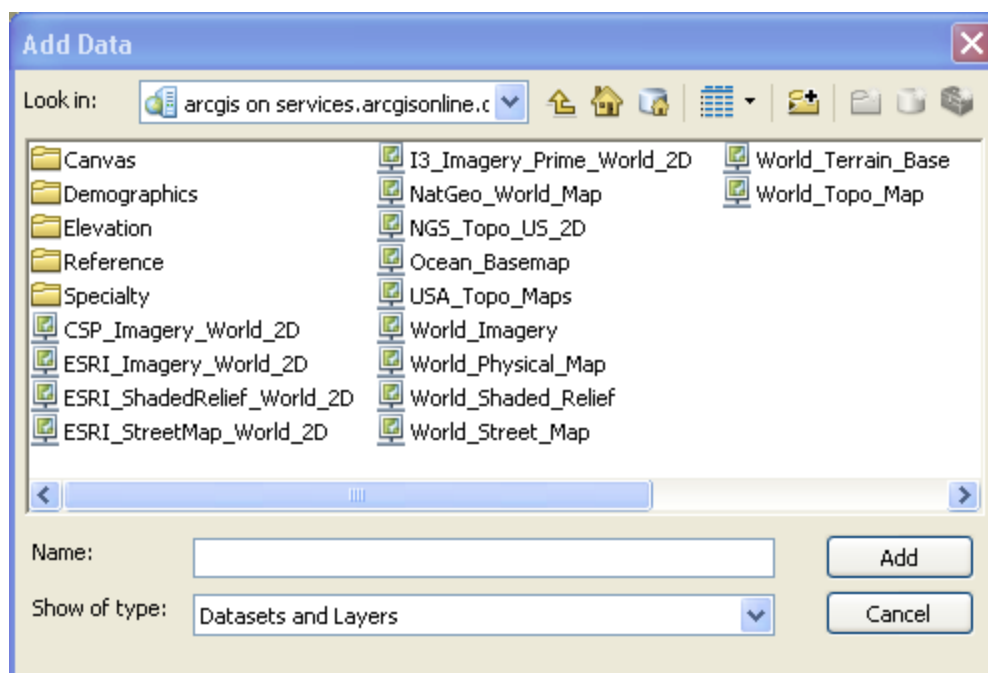 Add Data
Look in:
arcgis on services.arcgisonline.c
Canvas
Demographics
Elevation
Reference
Specialty
CSP_Imagery_World_2D
ESRI_Imagery_World_2D
ESRI_ShadedRelief_World_2D
ESRI_StreetMap_World_2D
I3_Imagery_Prime_World_2D
NatGeo_World_Map
NGS_Topo_US_2D
Ocean_Basemap
USA_Topo_Maps
World_Imagery
World_Physical_Map
World_Shaded_Relief
World_Street_Map
World_Terrain_Base
World_Topo_Map
Name:
Add
Show of type:
Datasets and Layers
Cancel